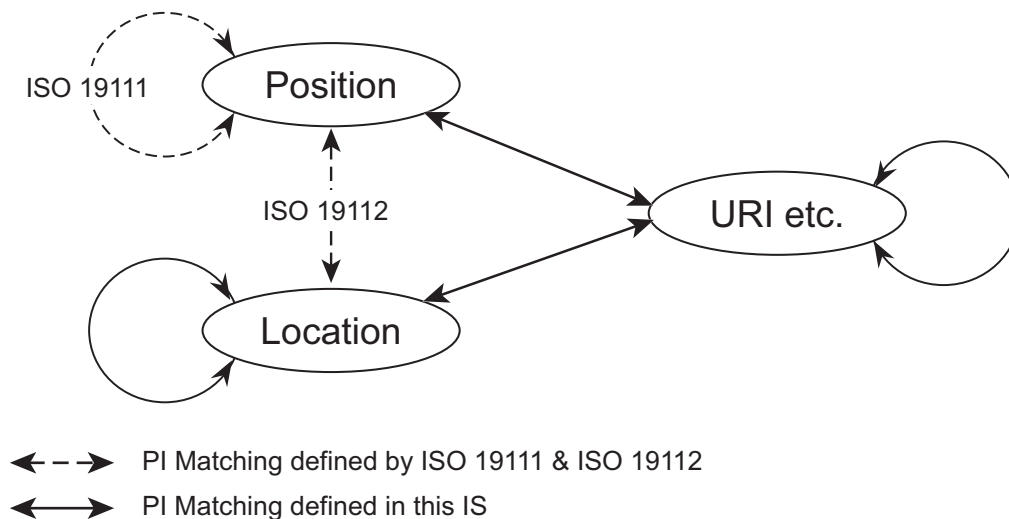 Position
ISO 19111
ISO 19112
URI etc.
Location
PI Matching defined by ISO 19111 & ISO 19112
PI Matching defined in this IS